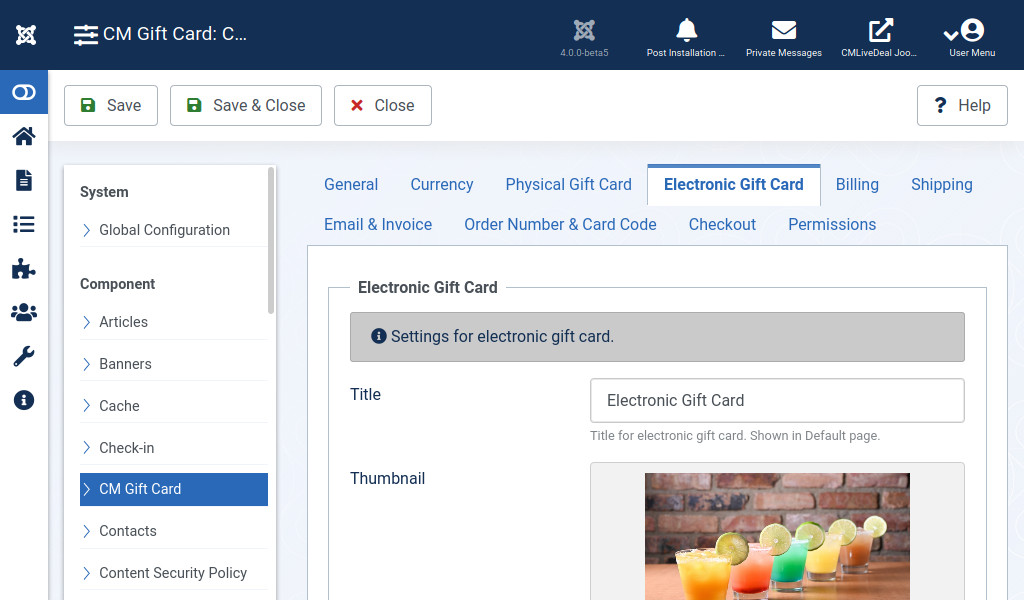 CM Gift Card: C...
4.0.0-beta5
Post Installation ...
Private Messages
CMLiveDeal Joo...
User Menu
Save
Save & Close
Close
Help
System
Global Configuration
Component
Articles
Banners
Cache
Check-in
CM Gift Card
Contacts
Content Security Policy
General Currency Physical Gift Card Electronic Gift Card Billing Shipping
Email & Invoice Order Number & Card Code Checkout Permissions
Electronic Gift Card
Settings for electronic gift card.
Title
Electronic Gift Card
Title for electronic gift card. Shown in Default page.
Thumbnail